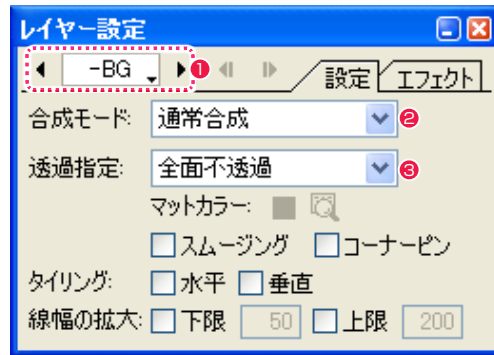 レイヤー設定
-BG 1 設定 エフェクト
合成モード: 通常合成 2
透過指定: 全面不透過 3
マットカラー:
スムージング コーナーピン
タイリング: 水平 垂直
線幅の拡大: 下限 50 上限 200